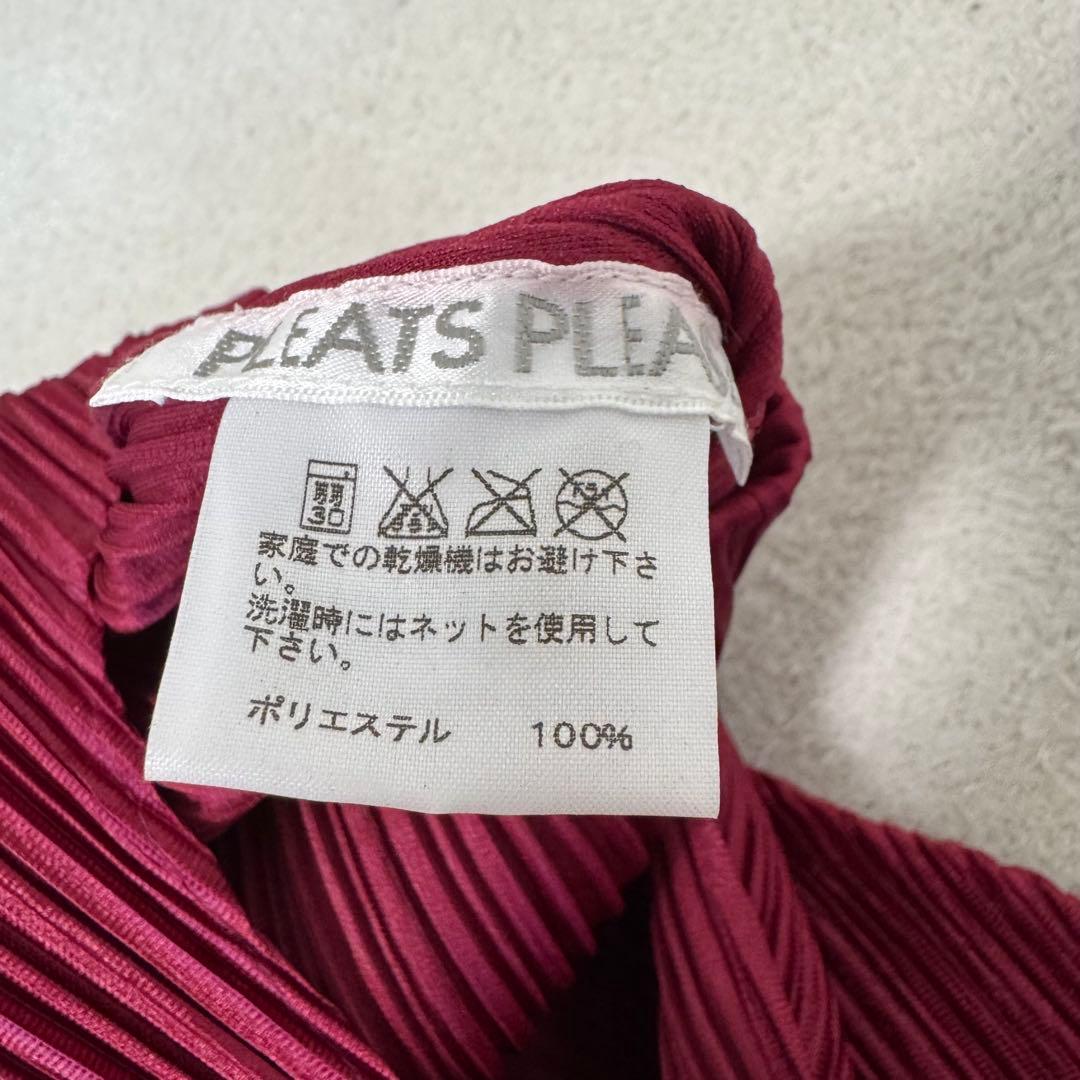 PLEATS PLEA
弱
30
家庭での乾燥機はお避け下さ
い。
洗濯時にはネットを使用して
下さい。
ポリエステル 100%